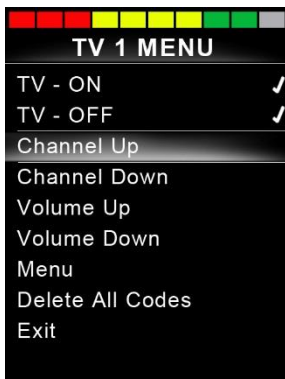 TV 1 MENU
TV - ON
TV - OFF
Channel Up
Channel Down
Volume Up
Volume Down
Menu
Delete All Codes
Exit